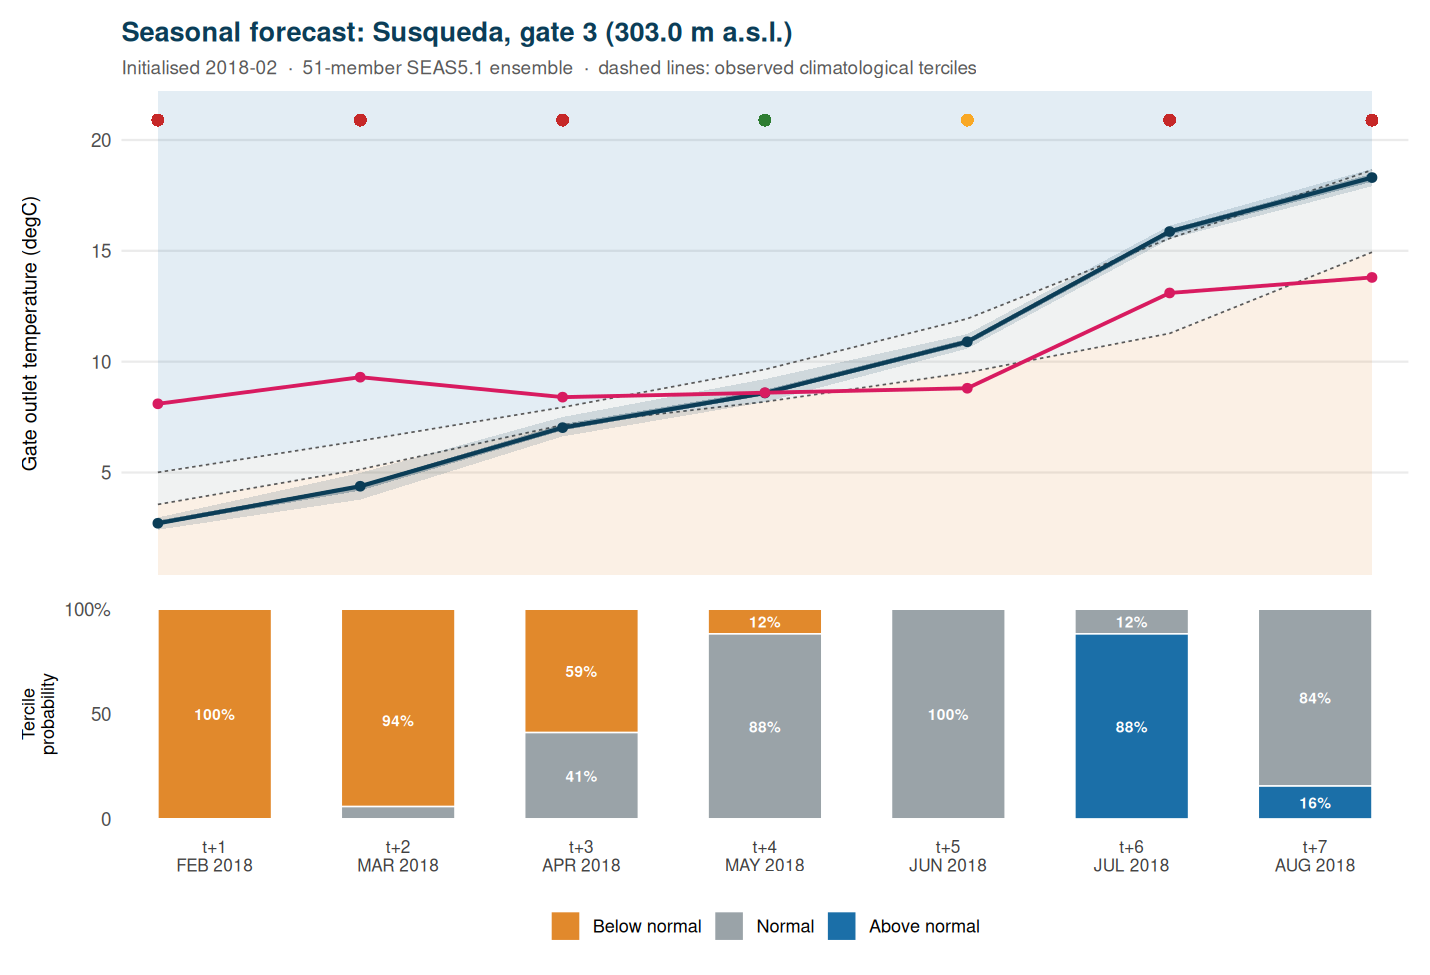 Seasonal forecast: Susqueda, gate 3 (303.0 m a.s.l.)
Initialised 2018-02 · 51-member SEAS5.1 ensemble · dashed lines: observed climatological terciles
Gate outlet temperature (degC)
20
15
10
5
Tercile
probability
100%
50
0
100%
94%
59%
41%
12%
88%
100%
12%
88%
84%
16%
t+1
FEB 2018
t+2
MAR 2018
t+3
APR 2018
t+4
MAY 2018
t+5
JUN 2018
t+6
JUL 2018
t+7
AUG 2018
Below normal
Normal
Above normal